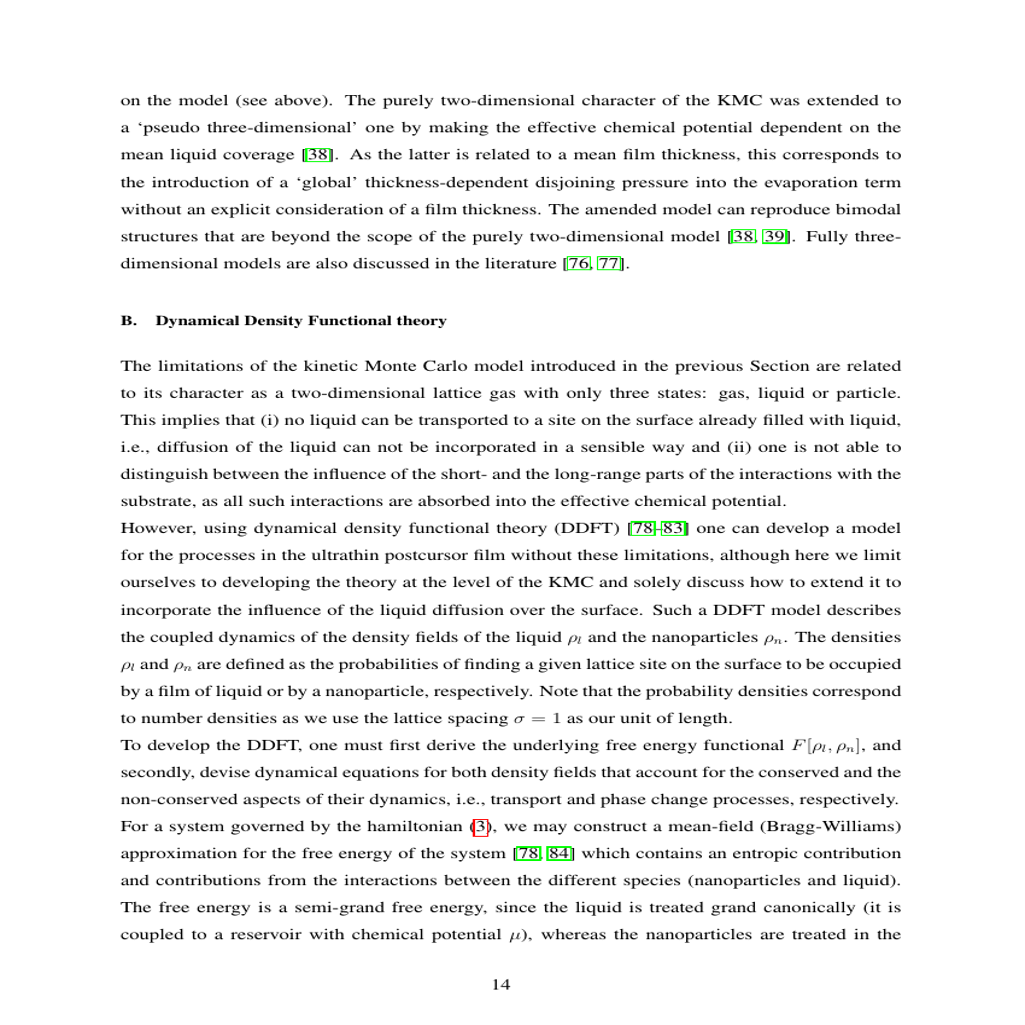 on the model (see above). The purely two-dimensional character of the KMC was extended to
a ‘pseudo three-dimensional’ one by making the effective chemical potential dependent on the
mean liquid coverage [38]. As the latter is related to a mean film thickness, this corresponds to
the introduction of a ‘global’ thickness-dependent disjoining pressure into the evaporation term
without an explicit consideration of a film thickness. The amended model can reproduce bimodal
structures that are beyond the scope of the purely two-dimensional model [38, 39]. Fully three-
dimensional models are also discussed in the literature [76, 77].
B. Dynamical Density Functional theory
The limitations of the kinetic Monte Carlo model introduced in the previous Section are related
to its character as a two-dimensional lattice gas with only three states: gas, liquid or particle.
This implies that (i) no liquid can be transported to a site on the surface already filled with liquid,
i.e., diffusion of the liquid can not be incorporated in a sensible way and (ii) one is not able to
distinguish between the influence of the short- and the long-range parts of the interactions with the
substrate, as all such interactions are absorbed into the effective chemical potential.
However, using dynamical density functional theory (DDFT) [78–83] one can develop a model
for the processes in the ultrathin postcursor film without these limitations, although here we limit
ourselves to developing the theory at the level of the KMC and solely discuss how to extend it to
incorporate the influence of the liquid diffusion over the surface. Such a DDFT model describes
the coupled dynamics of the density fields of the liquid ρl and the nanoparticles ρn. The densities
ρl and ρn are defined as the probabilities of finding a given lattice site on the surface to be occupied
by a film of liquid or by a nanoparticle, respectively. Note that the probability densities correspond
to number densities as we use the lattice spacing σ = 1 as our unit of length.
To develop the DDFT, one must first derive the underlying free energy functional F[ρl, ρn], and
secondly, devise dynamical equations for both density fields that account for the conserved and the
non-conserved aspects of their dynamics, i.e., transport and phase change processes, respectively.
For a system governed by the hamiltonian (3), we may construct a mean-field (Bragg-Williams)
approximation for the free energy of the system [78, 84] which contains an entropic contribution
and contributions from the interactions between the different species (nanoparticles and liquid).
The free energy is a semi-grand free energy, since the liquid is treated grand canonically (it is
coupled to a reservoir with chemical potential μ), whereas the nanoparticles are treated in the
14